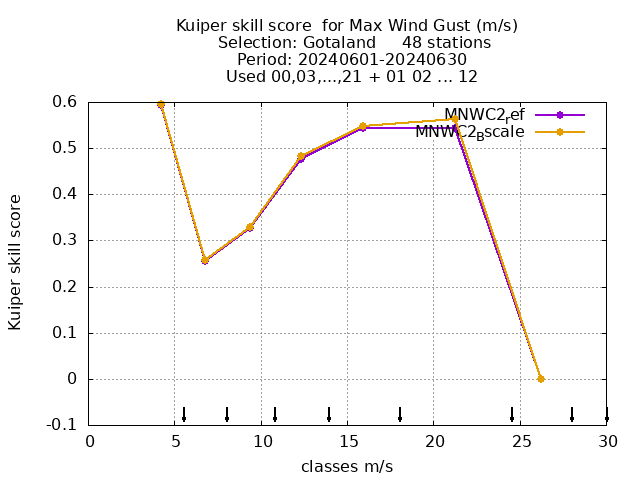 Kuiper skill score  for Max Wind Gust (m/s)
Selection: Gotaland     48 stations
Period: 20240601-20240630
Used 00,03,...,21 + 01 02 ... 12
MNWC2ref
MNWC2Bscale
Kuiper skill score
0.6
0.5
0.4
0.3
0.2
0.1
0
-0.1
0 5 10 15 20 25 30
classes m/s